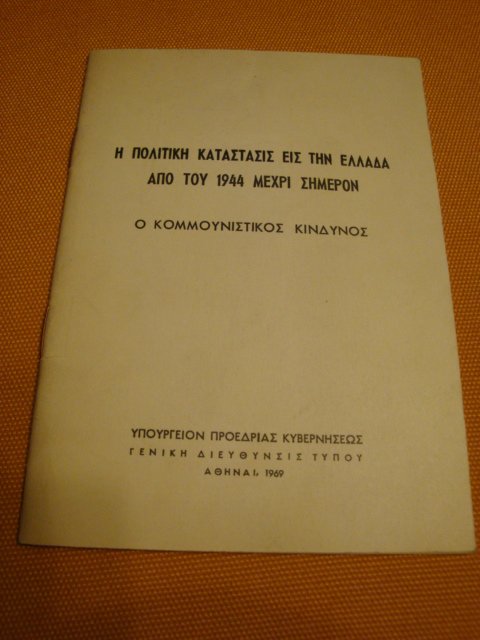 Η ΠΟΛΙΤΙΚΗ ΚΑΤΑΣΤΑΣΙΣ ΕΙΣ ΤΗΝ ΕΛΛΑΔΑ
ΑΠΟ ΤΟΥ 1944 ΜΕΧΡΙ ΣΗΜΕΡΟΝ
Ο ΚΟΜΜΟΥΝΙΣΤΙΚΟΣ ΚΙΝΔΥΝΟΣ
ΥΠΟΥΡΓΕΙΟΝ ΠΡΟΕΔΡΙΑΣ ΚΥΒΕΡΝΗΣΕΩΣ
ΓΕΝΙΚΗ ΔΙΕΥΘΥΝΣΙΣ ΤΥΠΟΥ
ΑΘΗΝΑΙ, 1969